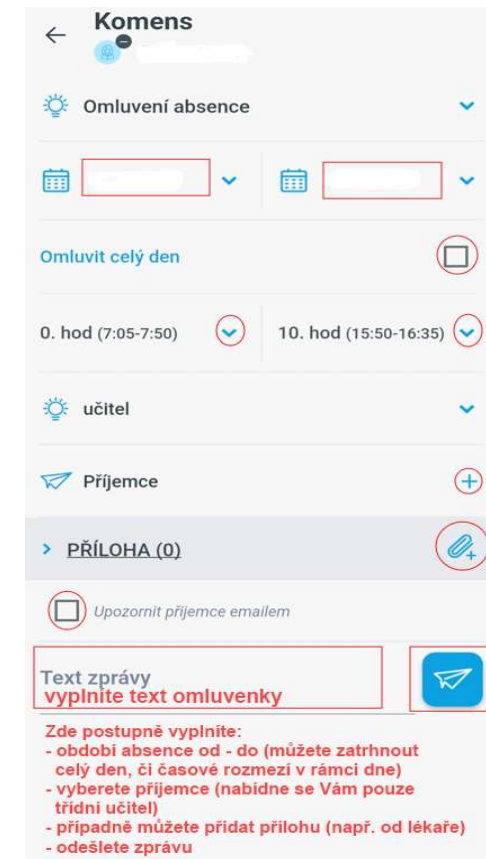 Komens
Omluvení absence
Omluvit celý den
0. hod (7:05-7:50) 10. hod (15:50-16:35)
učitel
Příjemce
PŘÍLOHA (0)
Upozornit příjemce emailem
Text zprávy
vyplníte text omluvenky
Zde postupně vyplníte:
- období absence od - do (můžete zatrhnout
celý den, či časové rozmezí v rámci dne)
- vyberete příjemce (nabídne se Vám pouze
třídní učitel)
- případně můžete přidat přílohu (např. od lékaře)
- odešlete zprávu